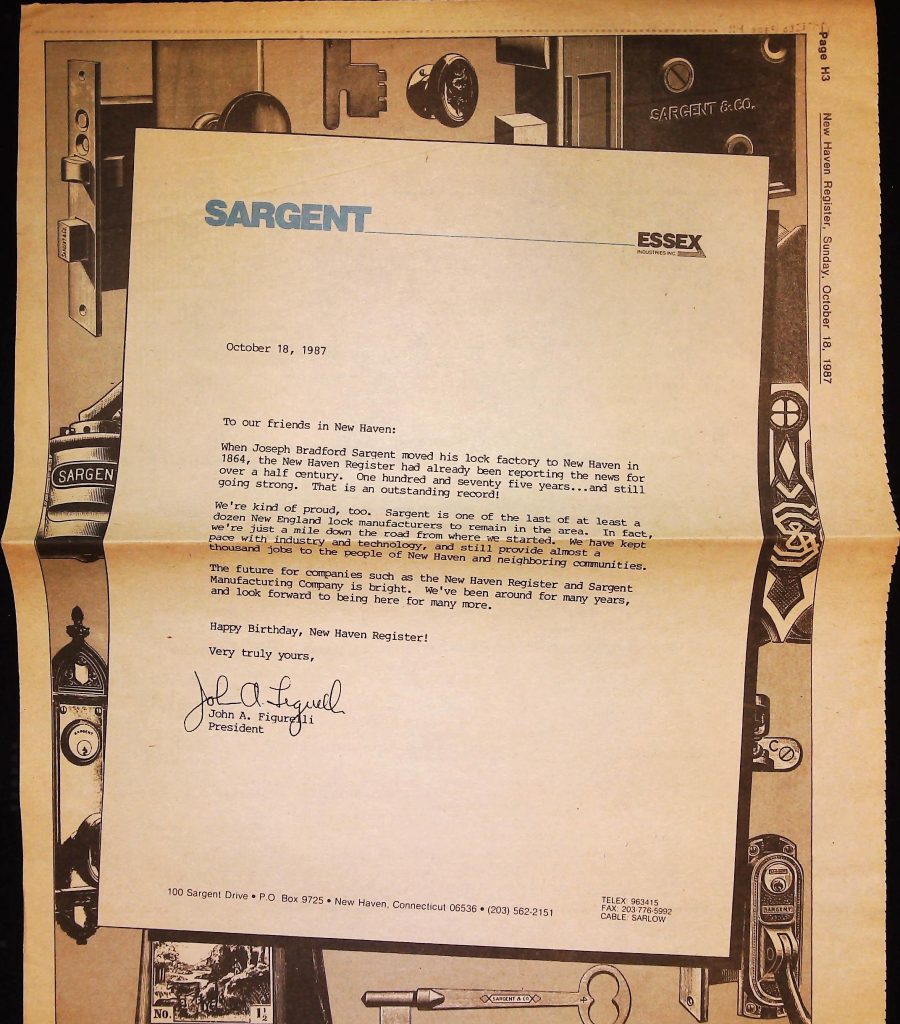 Page H3 New Haven Register, Sunday, October 18, 1987
SARGENT & CO.
SARGENT
ESSEX
INDUSTRIES INC.
October 18, 1987
To our friends in New Haven:
When Joseph Bradford Sargent moved his lock factory to New Haven in
1864, the New Haven Register had already been reporting the news for
over a half century. One hundred and seventy five years...and still
going strong. That is an outstanding record!
We're kind of proud, too. Sargent is one of the last of at least a
dozen New England lock manufacturers to remain in the area. In fact,
we're just a mile down the road from where we started. We have kept
pace with industry and technology, and still provide almost a
thousand jobs to the people of New Haven and neighboring communities.
The future for companies such as the New Haven Register and Sargent
Manufacturing Company is bright. We've been around for many years,
and look forward to being here for many more.
Happy Birthday, New Haven Register!
Very truly yours,
John A. Figurelli
John A. Figurelli
President
100 Sargent Drive • P.O. Box 9725 • New Haven, Connecticut 06536 • (203) 562-2151
TELEX 963415
FAX: 203-776-5992
CABLE: SARLOW
SARGEN
SARGENT
SARGENT
CO
No. 1 1/2
SARGENT & CO